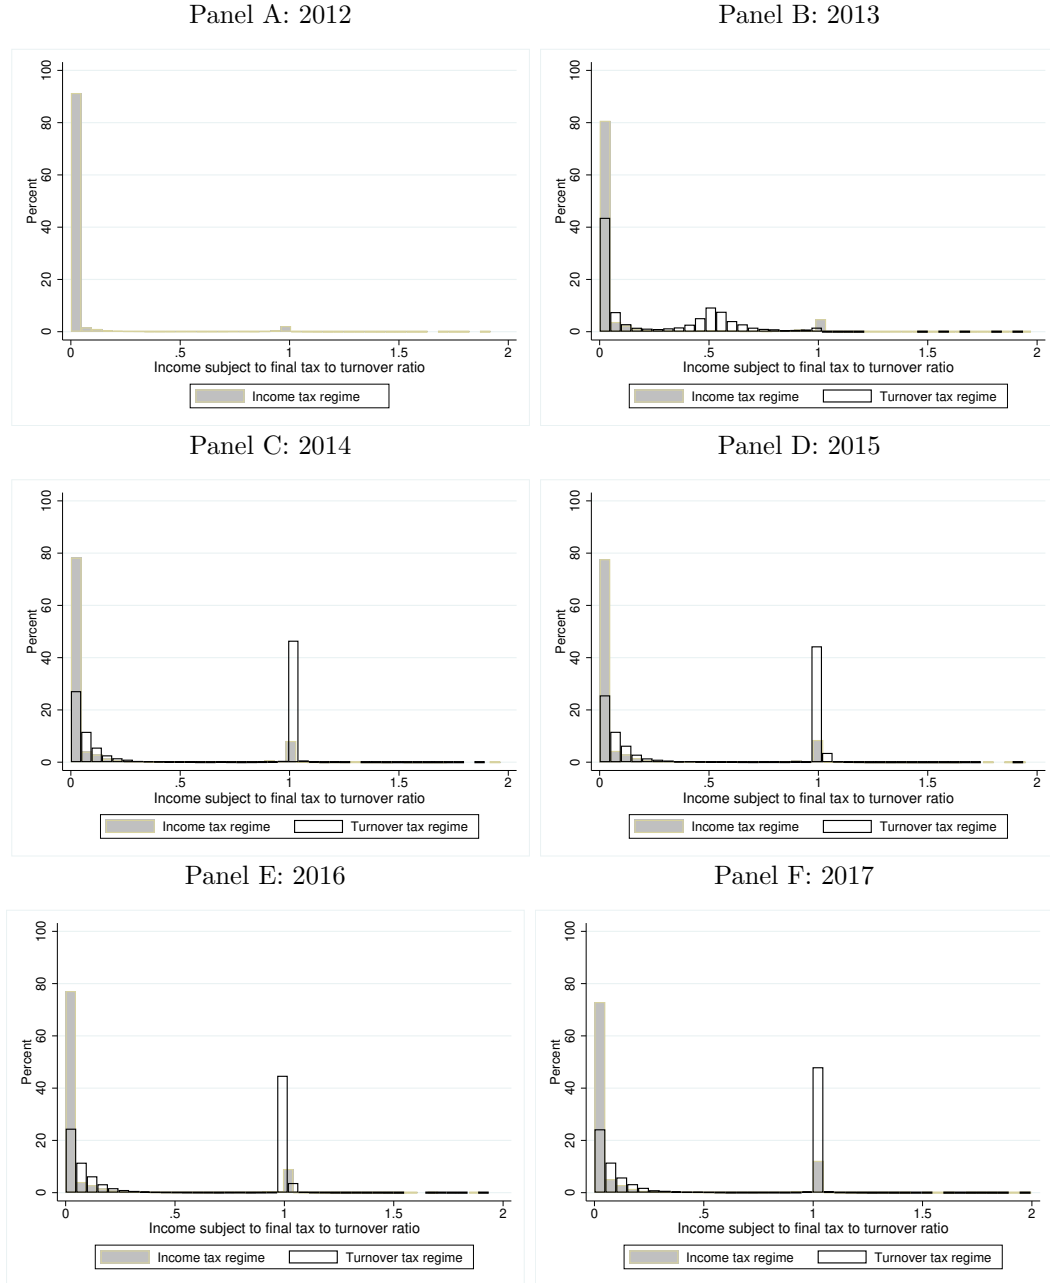 Panel A: 2012
Panel B: 2013
Percent
0 20 40 60 80 100
0 .5 1 1.5 2
Income subject to final tax to turnover ratio
Income tax regime
Percent
0 20 40 60 80 100
0 .5 1 1.5 2
Income subject to final tax to turnover ratio
Income tax regime Turnover tax regime
Panel C: 2014
Panel D: 2015
Percent
0 20 40 60 80 100
0 .5 1 1.5 2
Income subject to final tax to turnover ratio
Income tax regime Turnover tax regime
Percent
0 20 40 60 80 100
0 .5 1 1.5 2
Income subject to final tax to turnover ratio
Income tax regime Turnover tax regime
Panel E: 2016
Panel F: 2017
Percent
0 20 40 60 80 100
0 .5 1 1.5 2
Income subject to final tax to turnover ratio
Income tax regime Turnover tax regime
Percent
0 20 40 60 80 100
0 .5 1 1.5 2
Income subject to final tax to turnover ratio
Income tax regime Turnover tax regime